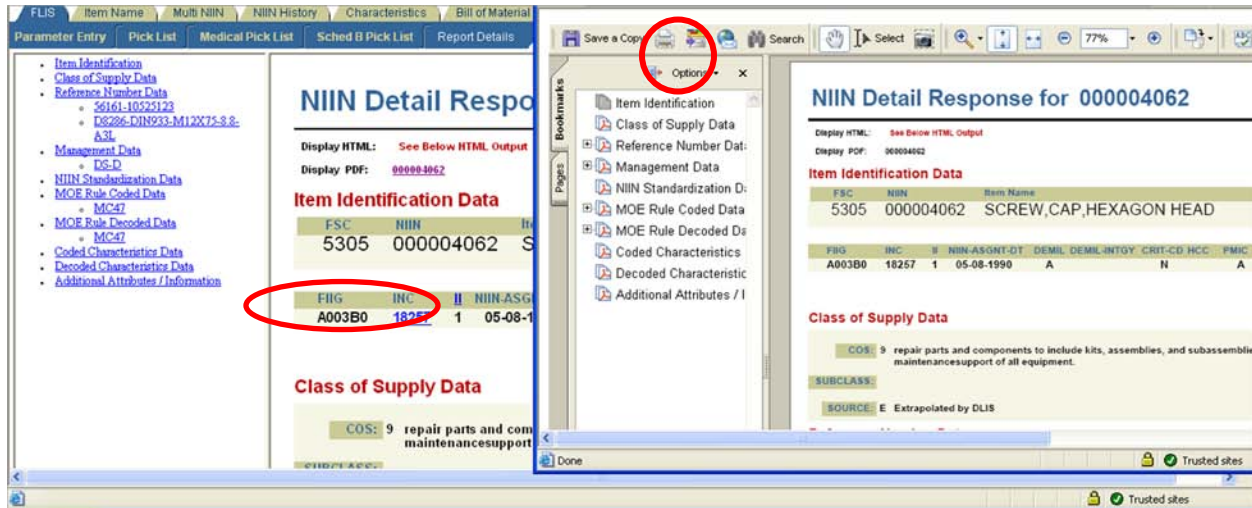 FLIS Item Name Multi NIIN NIIN History Characteristics Bill of Material
Parameter Entry Pick List Medical Pick List Sched B Pick List Report Details
Item Identification
Class of Supply Data
Reference Number Data
56161-10525123
D8286-DIN933-M12X75-8.8-
A3L
Management Data
DS-D
NIIN Standardization Data
MOE Rule Coded Data
MC47
MOE Rule Decoded Data
MC47
Coded Characteristics Data
Decoded Characteristics Data
Additional Attributes / Information
NIIN Detail Respo
Display HTML: See Below HTML Output
Display PDF: 000004062
Item Identification Data
FSC NIIN It
5305 000004062 S
FIIG INC II NIIN-ASG
A003B0 18257 1 05-08-1
Class of Supply Data
COS: 9 repair parts and com
maintenancesupport
SUBCLASS:
Save a Copy Search Select 77%
Options
Bookmarks
Pages
Item Identification
Class of Supply Data
Reference Number Dat
Management Data
NIIN Standardization D
MOE Rule Coded Data
MOE Rule Decoded Da
Coded Characteristics
Decoded Characteristic
Additional Attributes / I
NIIN Detail Response for 000004062
Display HTML: See Below HTML Output
Display PDF: 000004062
Item Identification Data
FSC NIIN Item Name
5305 000004062 SCREW,CAP,HEXAGON HEAD
FIIG INC II NIIN-ASGNT-DT DEMIL DEMIL-INTGY CRIT-CD HCC PMIC
A003B0 18257 1 05-08-1990 A N A
Class of Supply Data
COS: 9 repair parts and components to include kits, assemblies, and subassemblie
maintenancesupport of all equipment.
SUBCLASS:
SOURCE: E Extrapolated by DLIS
Done Trusted sites
Trusted sites